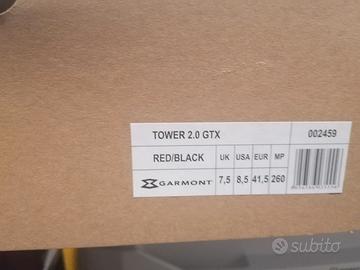 TOWER 2.0 GTX 002459
RED/BLACK UK USA EUR MP
GARMONT 7,5 8,5 41,5 260
subito